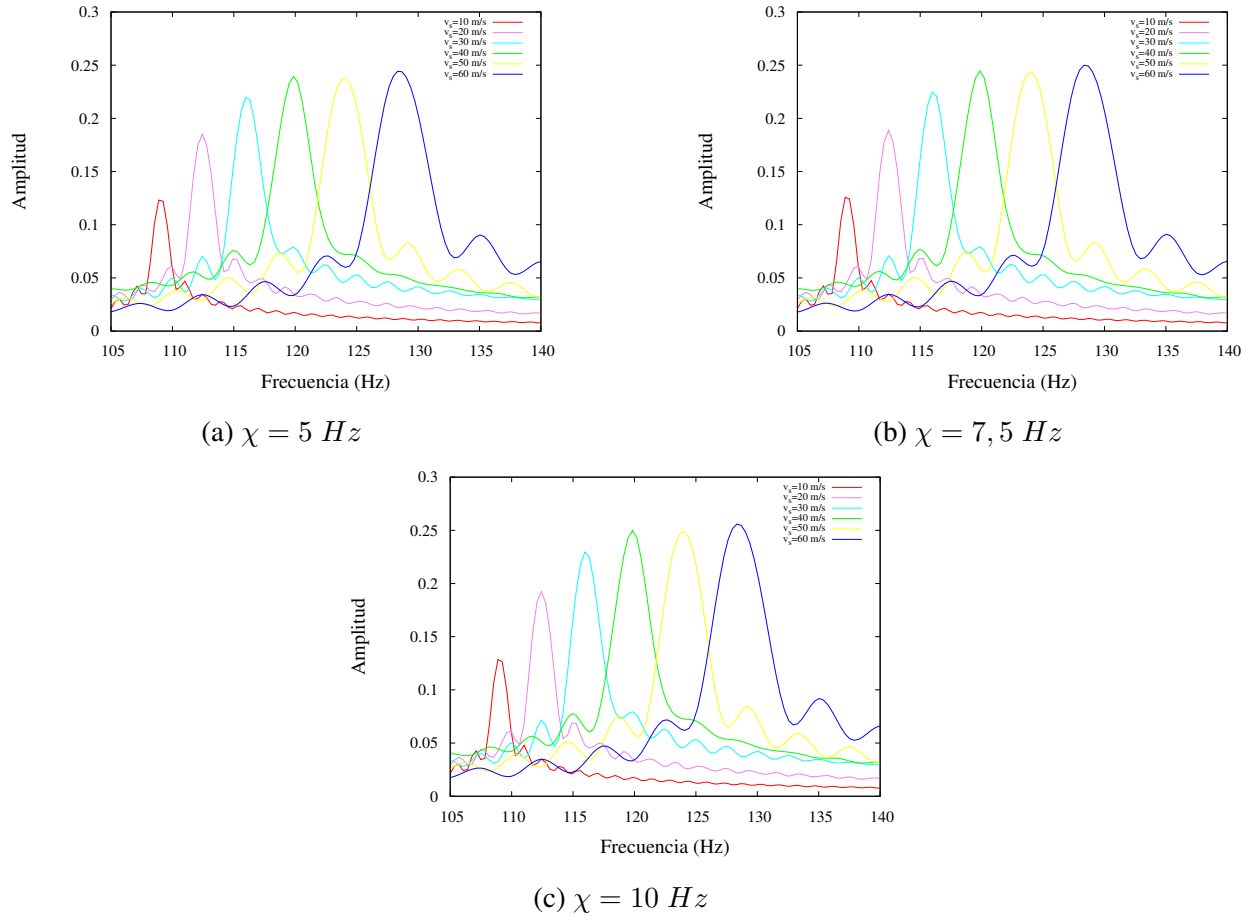 0.3
0.25
0.2
0.15
0.1
0.05
0
Amplitud
v_s=10 m/s
v_s=20 m/s
v_s=30 m/s
v_s=40 m/s
v_s=50 m/s
v_s=60 m/s
105 110 115 120 125 130 135 140
Frecuencia (Hz)
(a) χ = 5 Hz
0.3
0.25
0.2
0.15
0.1
0.05
0
Amplitud
v_s=10 m/s
v_s=20 m/s
v_s=30 m/s
v_s=40 m/s
v_s=50 m/s
v_s=60 m/s
105 110 115 120 125 130 135 140
Frecuencia (Hz)
(b) χ = 7, 5 Hz
0.3
0.25
0.2
0.15
0.1
0.05
0
Amplitud
v_s=10 m/s
v_s=20 m/s
v_s=30 m/s
v_s=40 m/s
v_s=50 m/s
v_s=60 m/s
105 110 115 120 125 130 135 140
Frecuencia (Hz)
(c) χ = 10 Hz